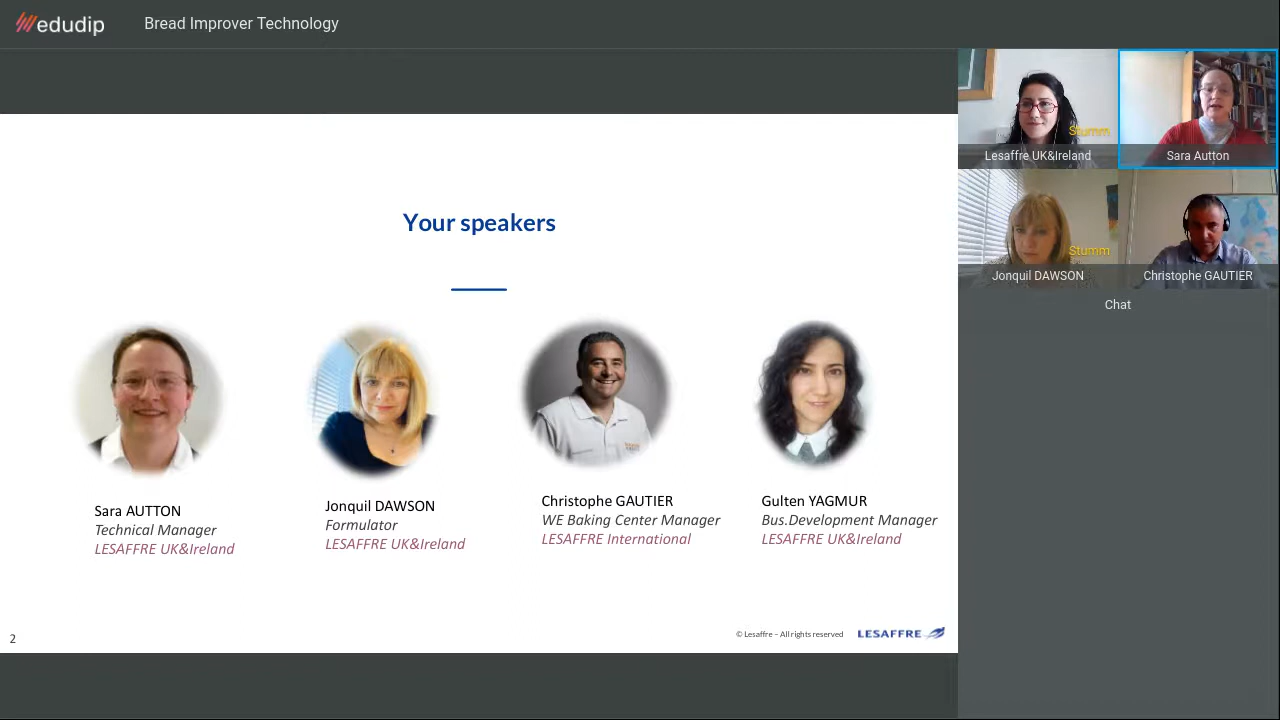 edudip
Bread Improver Technology
Stumm
Lesaffre UK&Ireland
Sara Autton
Stumm
Jonquil DAWSON
Christophe GAUTIER
Chat
Your speakers
Sara AUTTON
Technical Manager
LESAFFRE UK&Ireland
Jonquil DAWSON
Formulator
LESAFFRE UK&Ireland
Christophe GAUTIER
WE Baking Center Manager
LESAFFRE International
Gulten YAGMUR
Bus.Development Manager
LESAFFRE UK&Ireland
2
© Lesaffre – All rights reserved
LESAFFRE